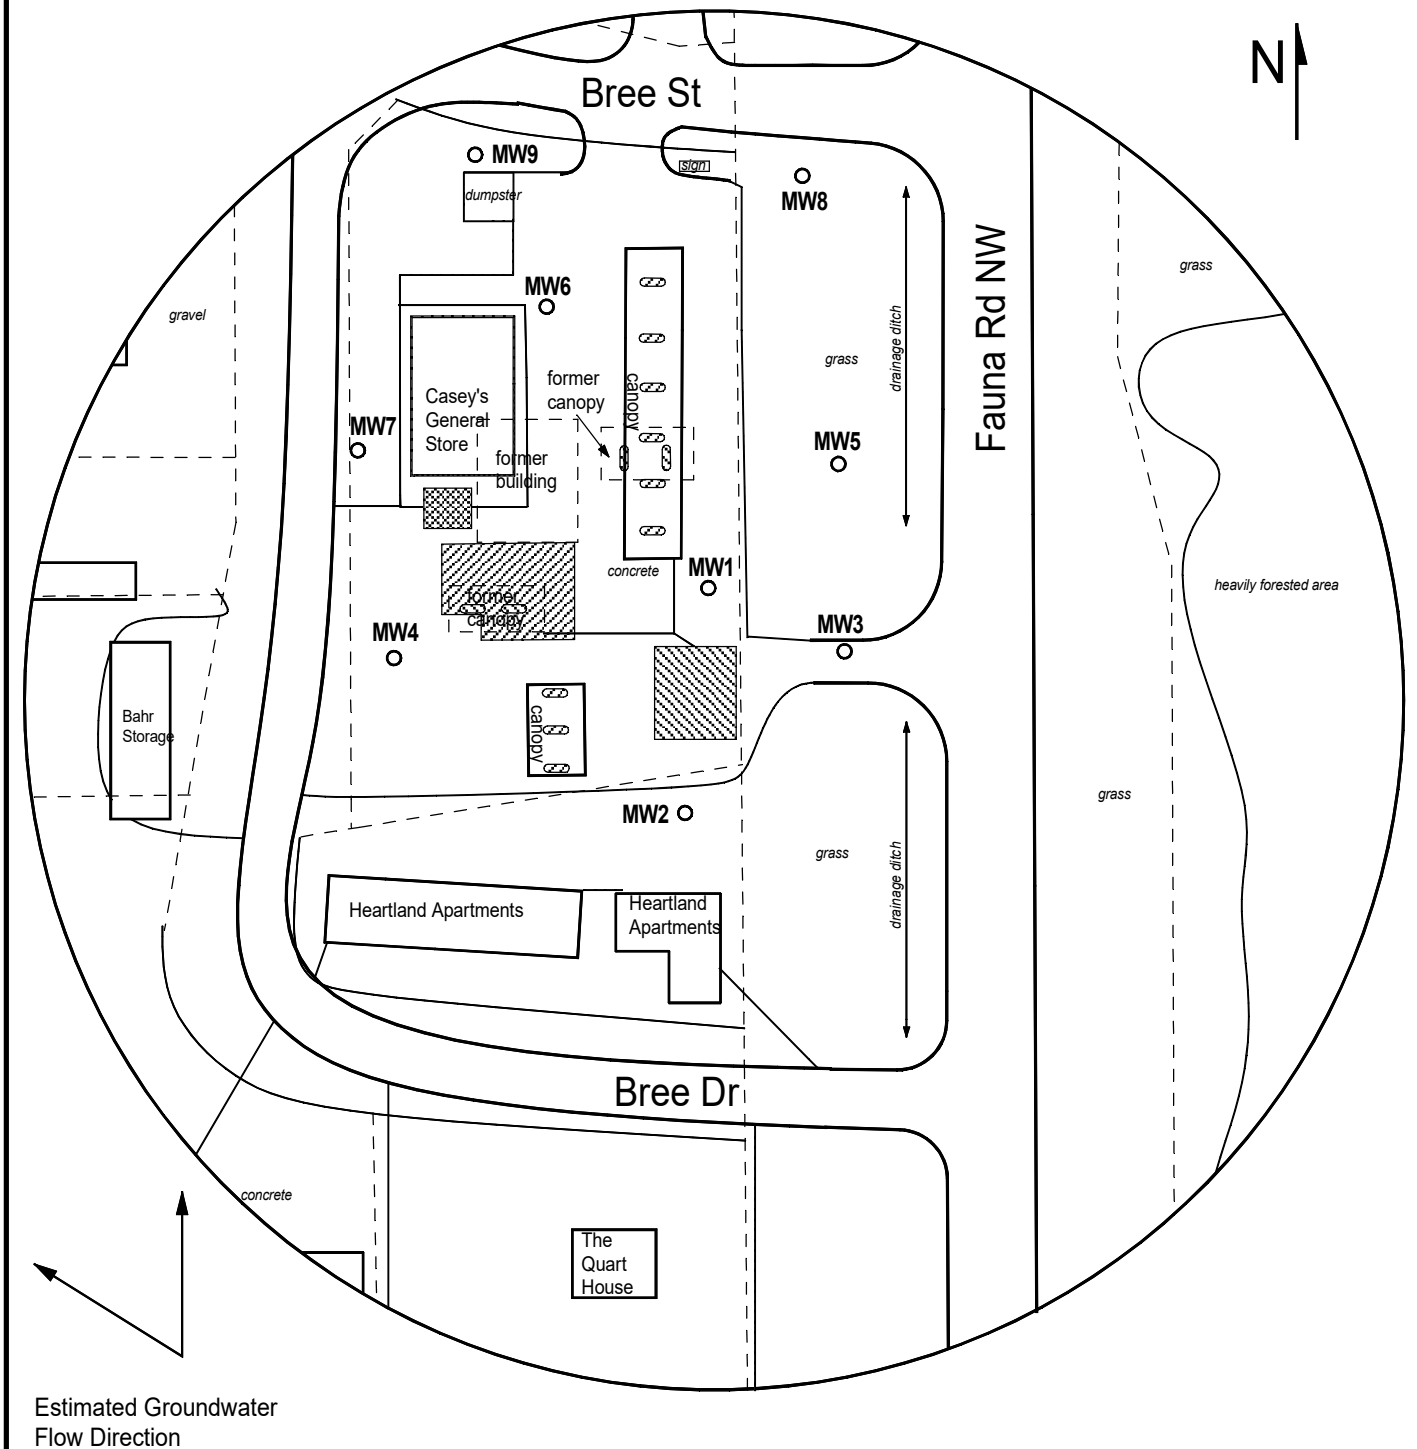 N
Bree St
MW9
sign
dumpster
MW8
Fauna Rd NW
grass
MW6
gravel
drainage ditch
grass
former
canopy
canopy
Casey's
General
Store
MW7
MW5
former
building
concrete
MW1
heavily forested area
former
canopy
MW4
MW3
Bahr
Storage
canopy
grass
MW2
grass
drainage ditch
Heartland Apartments
Heartland
Apartments
Bree Dr
concrete
The
Quart
House
Estimated Groundwater
Flow Direction